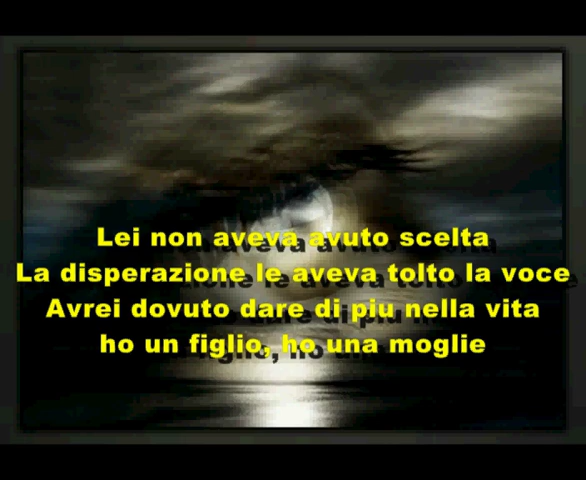 Lei non aveva avuto scelta
La disperazione le aveva tolto la voce
Avrei dovuto dare di piu nella vita
ho un figlio, ho una moglie